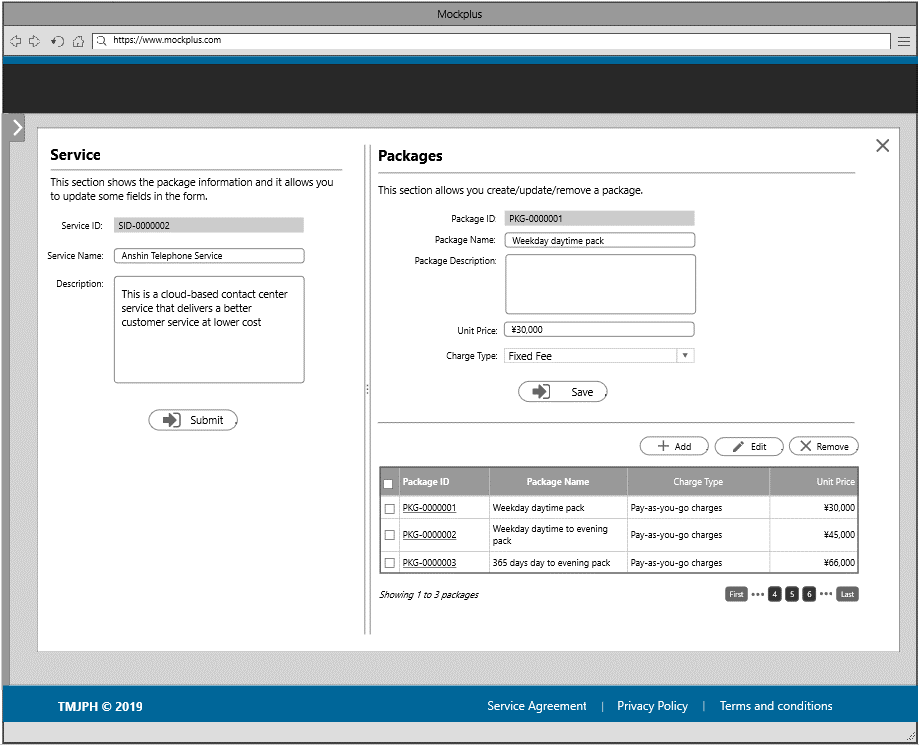 Mockplus
https://www.mockplus.com
Service
This section shows the package information and it allows you
to update some fields in the form.
Service ID: SID-0000002
Service Name: Anshin Telephone Service
Description: This is a cloud-based contact center
service that delivers a better
customer service at lower cost
Submit
Packages
This section allows you create/update/remove a package.
Package ID: PKG-0000001
Package Name: Weekday daytime pack
Package Description:
Unit Price: ¥30,000
Charge Type: Fixed Fee
Save
Add Edit Remove
Package ID Package Name Charge Type Unit Price
PKG-0000001 Weekday daytime pack Pay-as-you-go charges ¥30,000
PKG-0000002 Weekday daytime to evening
pack Pay-as-you-go charges ¥45,000
PKG-0000003 365 days day to evening pack Pay-as-you-go charges ¥66,000
Showing 1 to 3 packages First ••• 4 5 6 ••• Last
TMJPH © 2019 Service Agreement | Privacy Policy | Terms and conditions